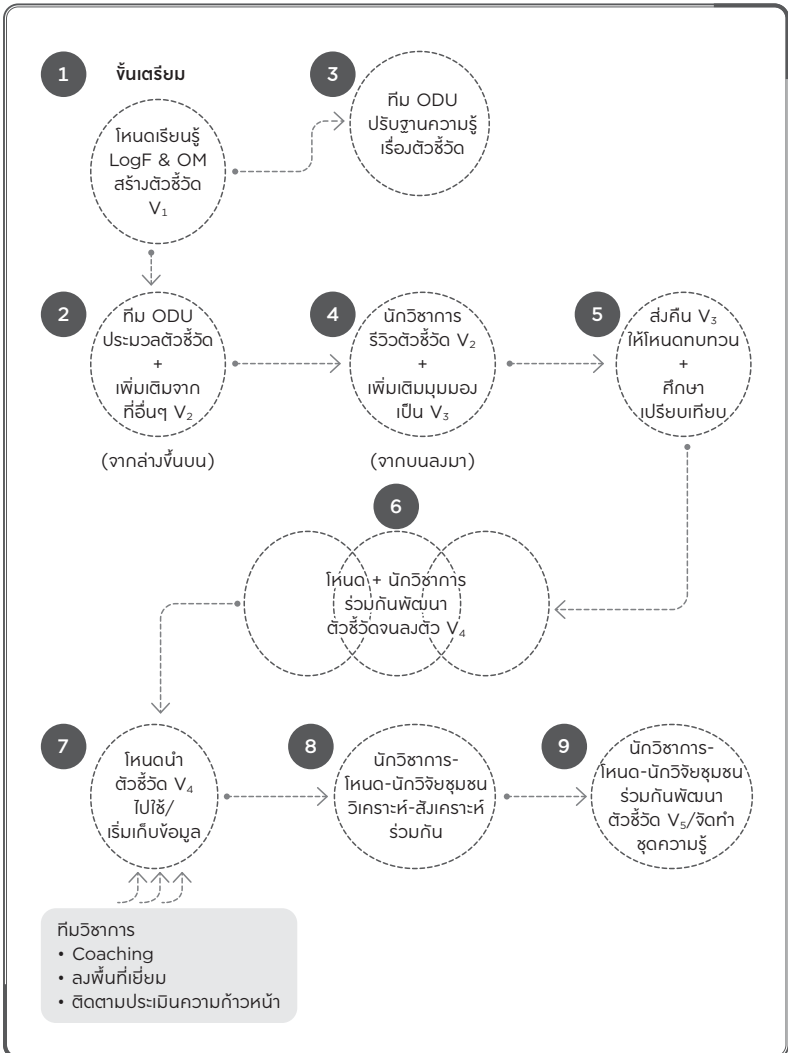 1
ขั้นเตรียม
โหนดเรียนรู้
LogF & OM
สร้างตัวชี้วัด
V₁
3
ทีม ODU
ปรับฐานความรู้
เรื่องตัวชี้วัด
2
ทีม ODU
ประมวลตัวชี้วัด
+
เพิ่มเติมจาก
ที่อื่นๆ V₂
(จากล่างขึ้นบน)
4
นักวิชาการ
รีวิวตัวชี้วัด V₂
+
เพิ่มเติมมุมมอง
เป็น V₃
(จากบนลงมา)
5
ส่งคืน V₃
ให้โหนดทบทวน
+
ศึกษา
เปรียบเทียบ
6
โหนด + นักวิชาการ
ร่วมกันพัฒนา
ตัวชี้วัดจนลงตัว V₄
7
โหนดนำ
ตัวชี้วัด V₄
ไปใช้/
เริ่มเก็บข้อมูล
8
นักวิชาการ-
โหนด-นักวิจัยชุมชน
วิเคราะห์-สังเคราะห์
ร่วมกัน
9
นักวิชาการ-
โหนด-นักวิจัยชุมชน
ร่วมกันพัฒนา
ตัวชี้วัด V₅/จัดทำ
ชุดความรู้
ทีมวิชาการ
• Coaching
• ลงพื้นที่เยี่ยม
• ติดตามประเมินความก้าวหน้า